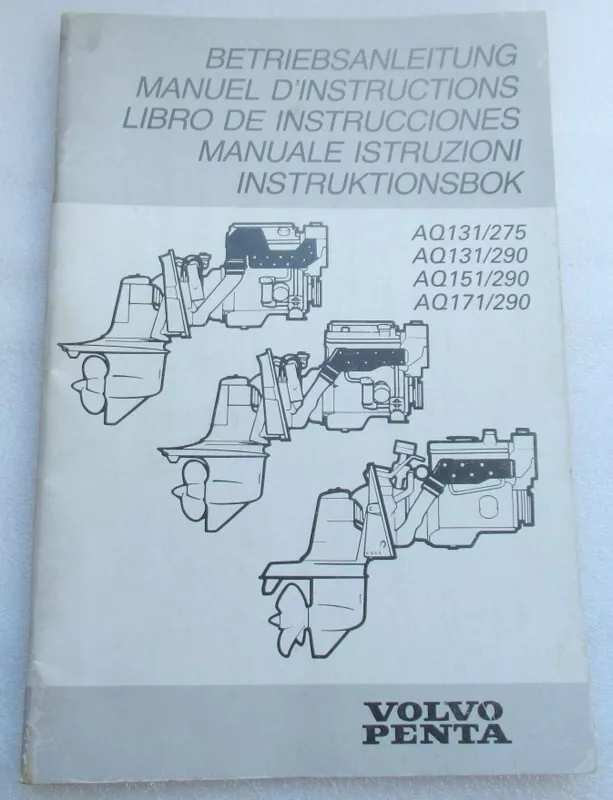 BETRIEBSANLEITUNG
MANUEL D'INSTRUCTIONS
LIBRO DE INSTRUCCIONES
MANUALE ISTRUZIONI
INSTRUKTIONSBOK
AQ131/275
AQ131/290
AQ151/290
AQ171/290
VOLVO
PENTA